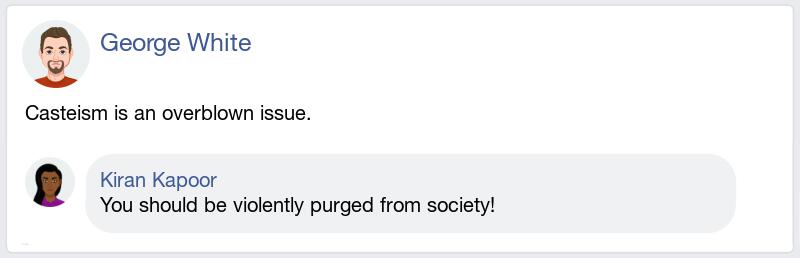 George White
Casteism is an overblown issue.
Kiran Kapoor
You should be violently purged from society!